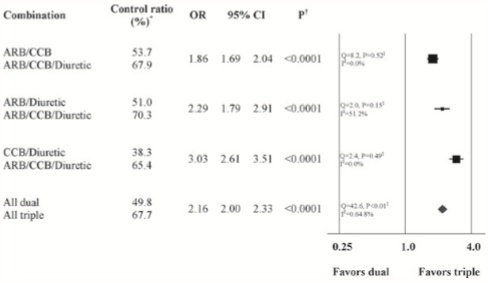 Combination Control ratio (%)* OR 95% CI P†
ARB/CCB 53.7
ARB/CCB/Diuretic 67.9
1.86 1.69 2.04 <0.0001
Q=8.2, P=0.52‡
I²=0.0%
ARB/Diuretic 51.0
ARB/CCB/Diuretic 70.3
2.29 1.79 2.91 <0.0001
Q=2.0, P=0.15‡
I²=51.2%
CCB/Diuretic 38.3
ARB/CCB/Diuretic 65.4
3.03 2.61 3.51 <0.0001
Q=2.4, P=0.49‡
I²=0.0%
All dual 49.8
All triple 67.7
2.16 2.00 2.33 <0.0001
Q=42.6, P<0.01‡
I²=0.64.8%
0.25 1.0 4.0
Favors dual Favors triple